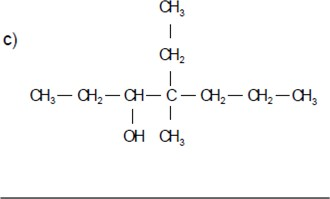 CH₃
c)
CH₂
CH₃ — CH₂ — CH — C — CH₂ — CH₂ — CH₃
OH CH₃